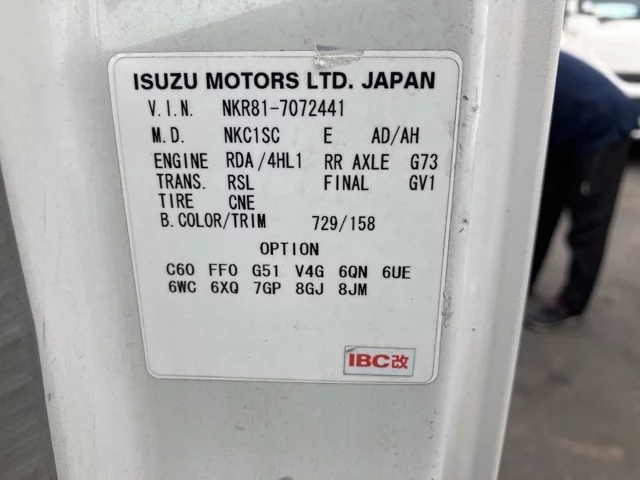 ISUZU MOTORS LTD. JAPAN
V.I.N. NKR81-7072441
M.D. NKC1SC E AD/AH
ENGINE RDA/4HL1 RR AXLE G73
TRANS. RSL FINAL GV1
TIRE CNE
B.COLOR/TRIM 729/158
OPTION
C60 FF0 G51 V4G 6QN 6UE
6WC 6XQ 7GP 8GJ 8JM
IBC改